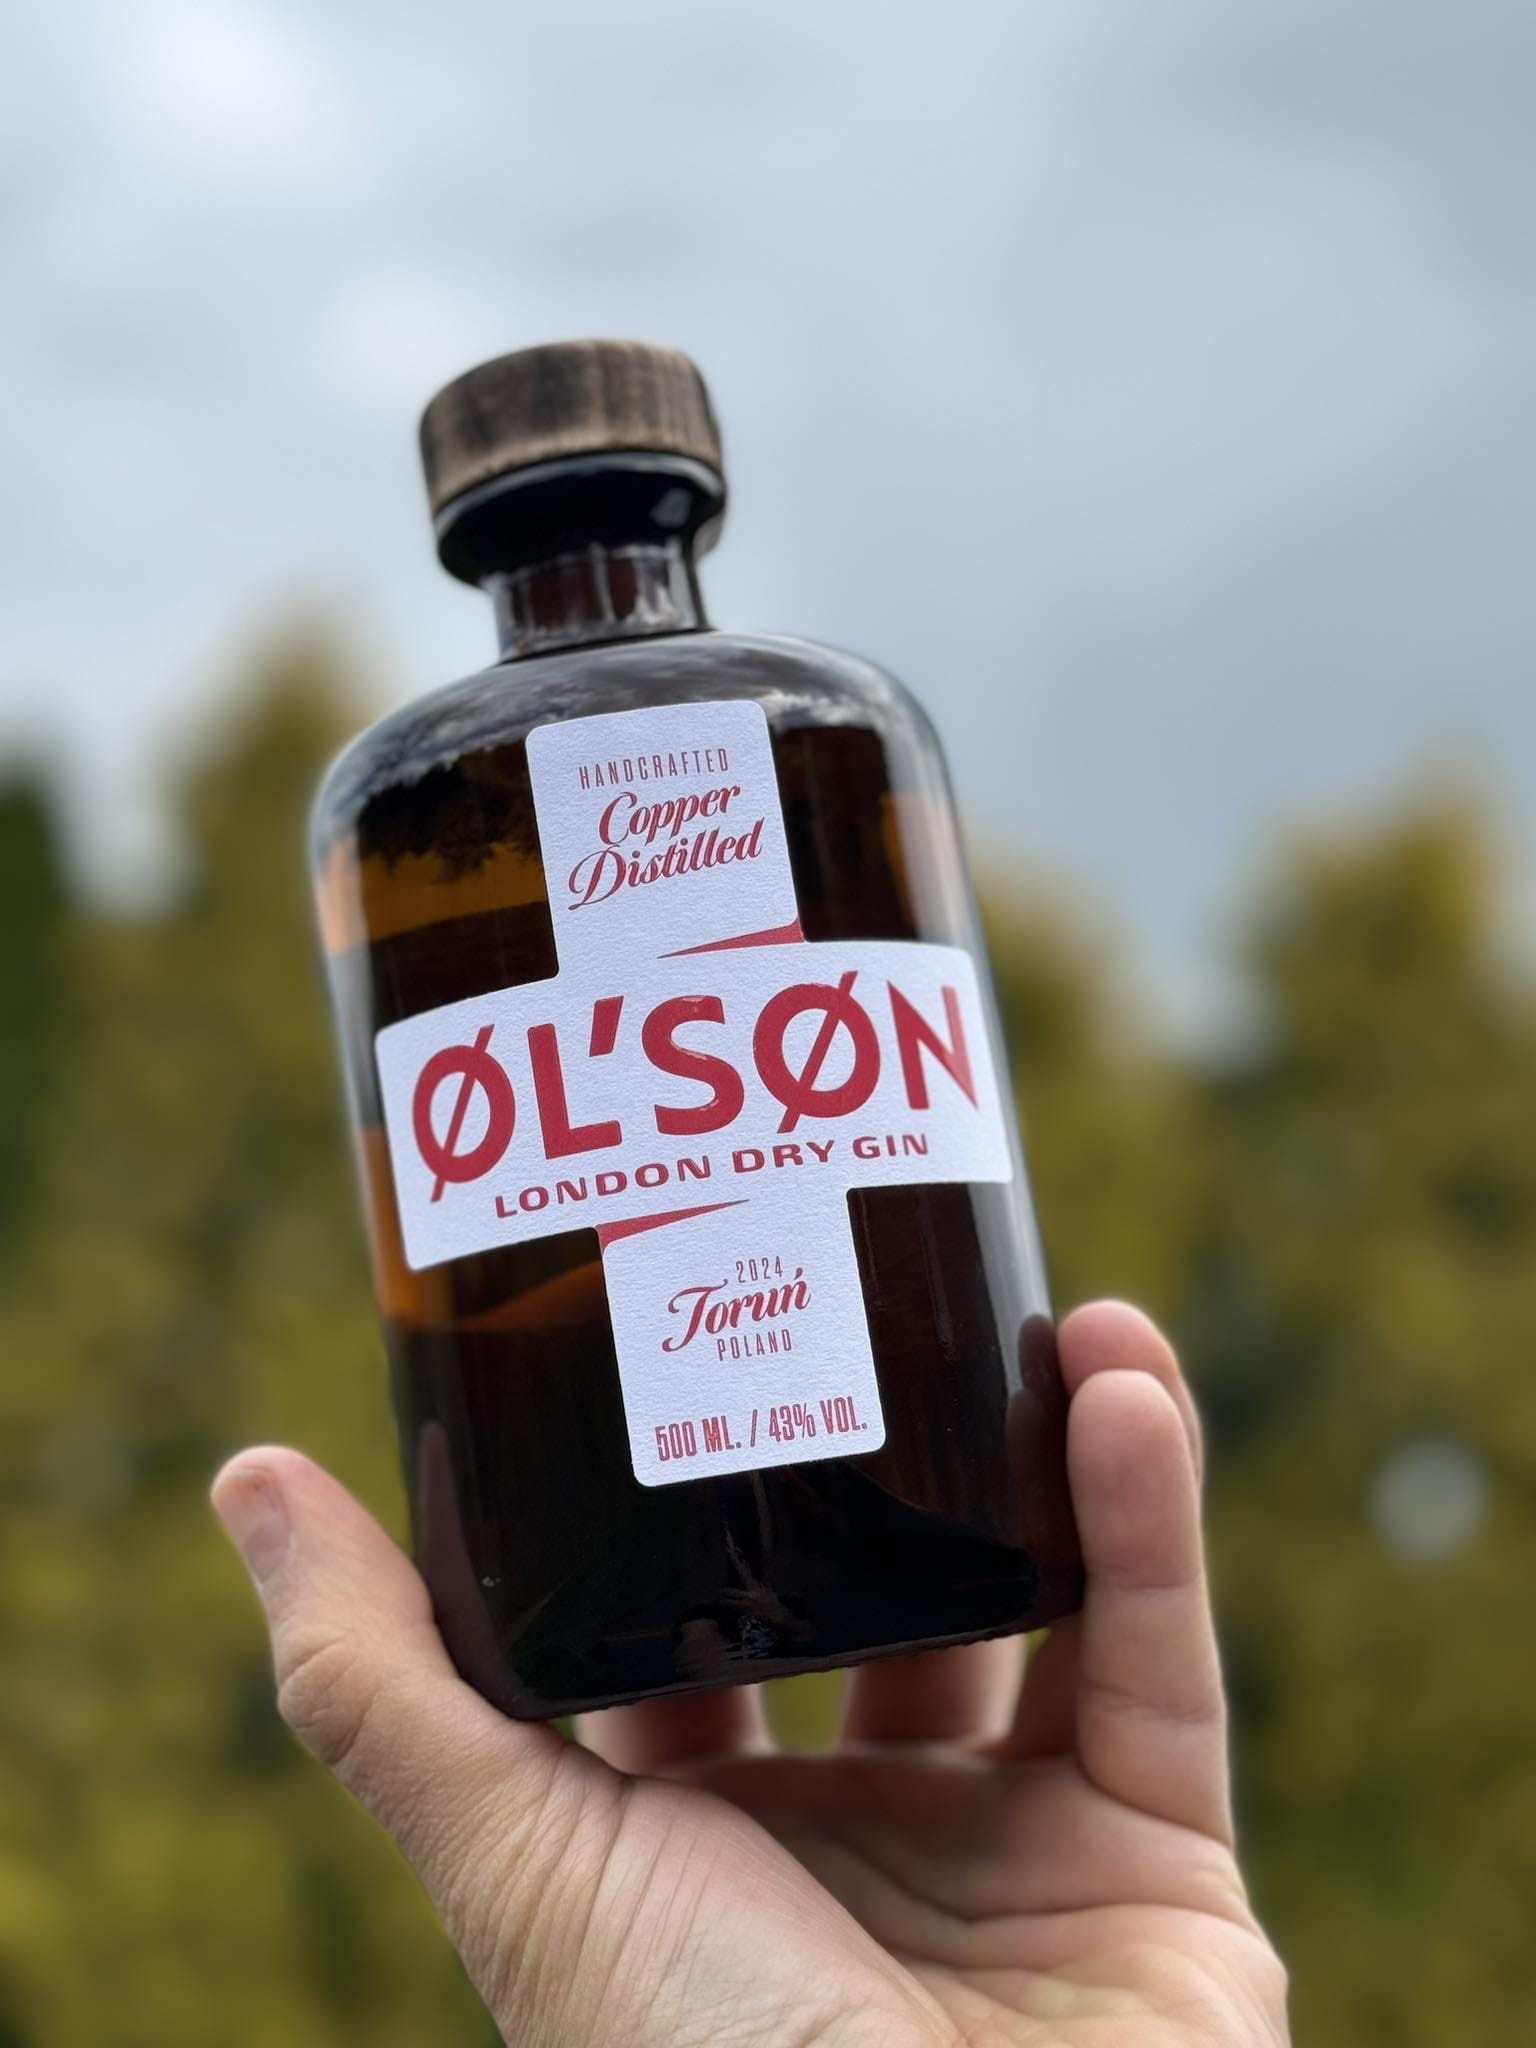 HANDCRAFTED
Copper
Distilled
ØL'SØN
LONDON DRY GIN
2024
Toruń
POLAND
500 ML. / 43% VOL.